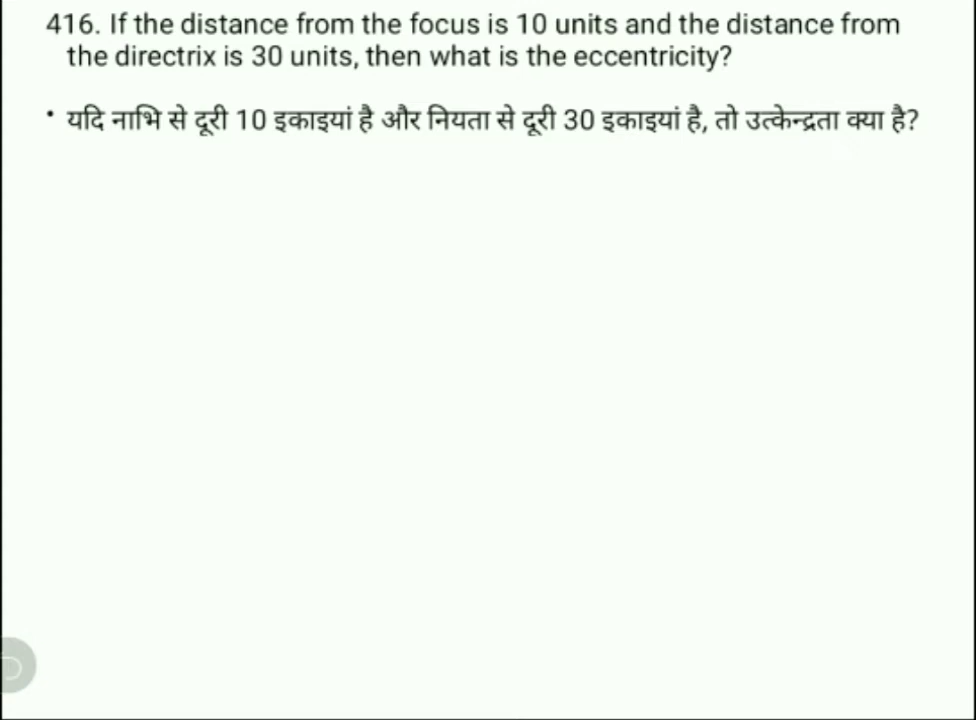 416. If the distance from the focus is 10 units and the distance from
the directrix is 30 units, then what is the eccentricity?
• यदि नाभि से दूरी 10 इकाइयां है और नियता से दूरी 30 इकाइयां है, तो उत्केन्द्रता क्या है?